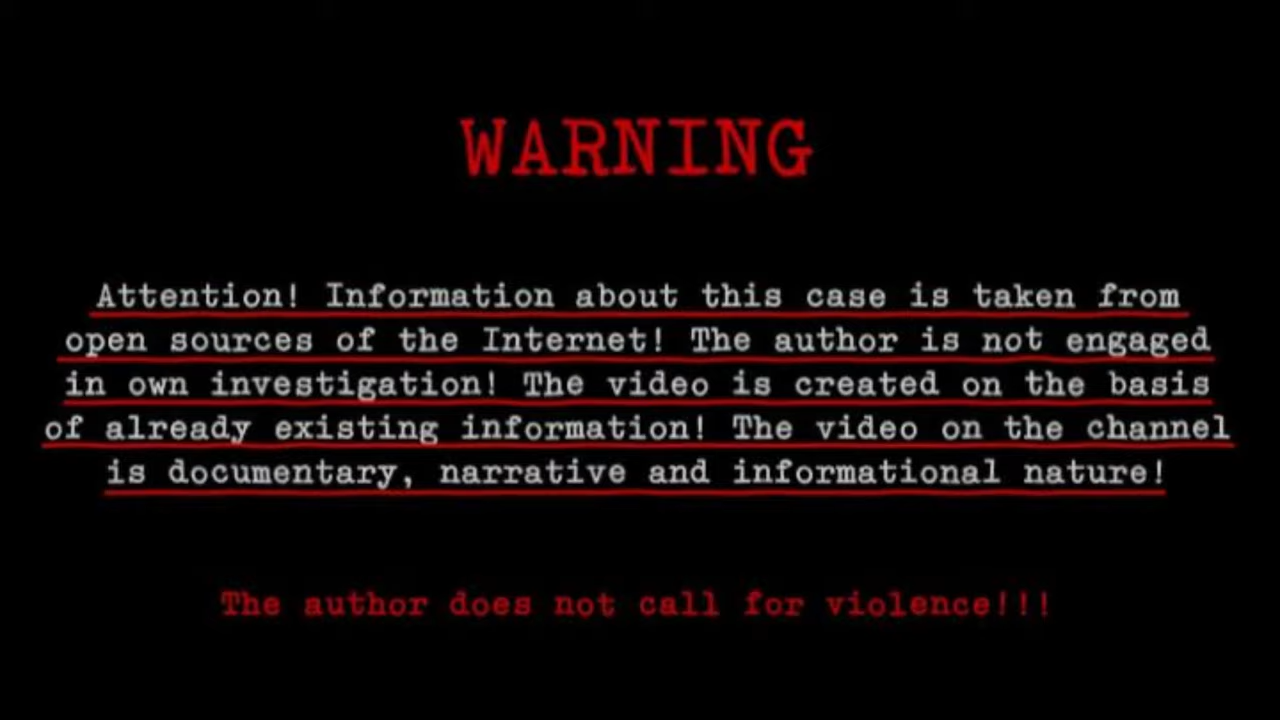 WARNING
Attention! Information about this case is taken from
open sources of the Internet! The author is not engaged
in own investigation! The video is created on the basis
of already existing information! The video on the channel
is documentary, narrative and informational nature!
The author does not call for violence!!!